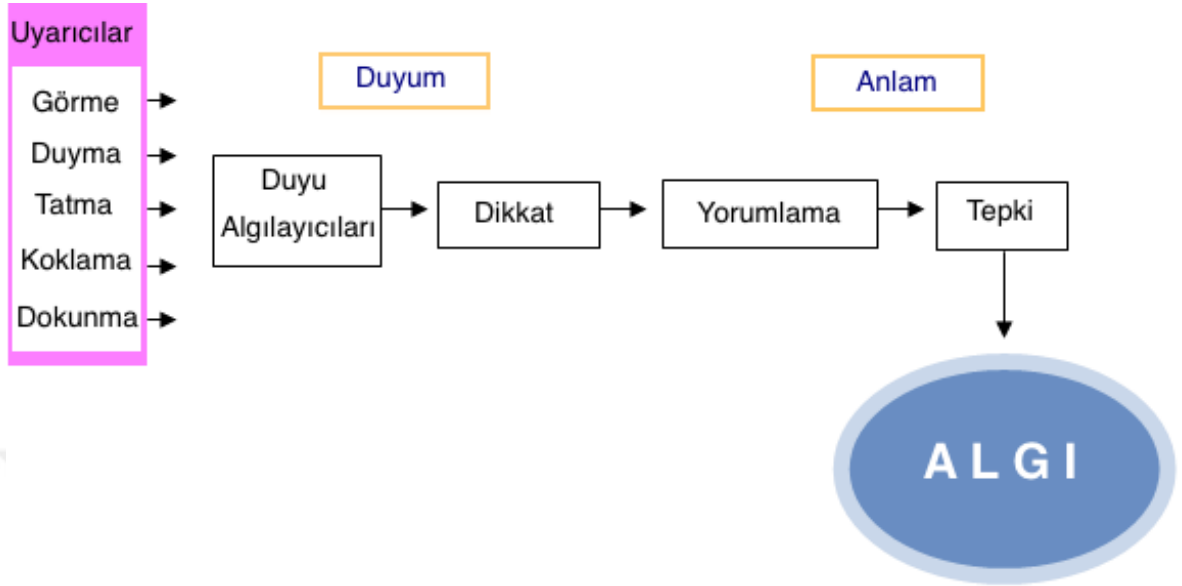 Uyarıcılar
Görme
Duyma
Tatma
Koklama
Dokunma
Duyum
Anlam
Duyu
Algılayıcıları
Dikkat
Yorumlama
Tepki
A L G I